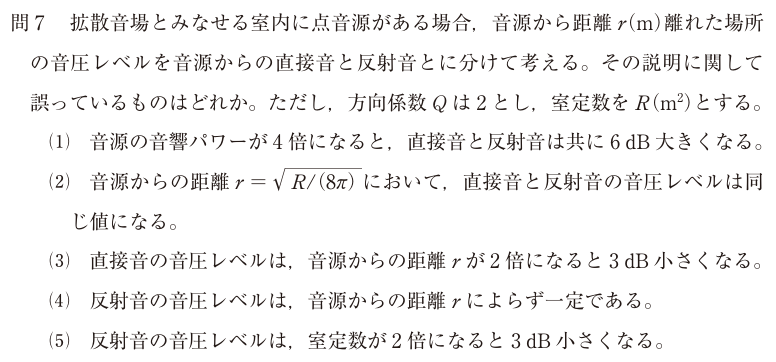 問7 拡散音場とみなせる室内に点音源がある場合，音源から距離 r(m) 離れた場所
の音圧レベルを音源からの直接音と反射音とに分けて考える。その説明に関して
誤っているものはどれか。ただし，方向係数 Q は 2 とし，室定数を R(m²)とする。
(1) 音源の音響パワーが 4 倍になると，直接音と反射音は共に 6 dB 大きくなる。
(2) 音源からの距離 r = √R/(8π) において，直接音と反射音の音圧レベルは同
じ値になる。
(3) 直接音の音圧レベルは，音源からの距離 r が 2 倍になると 3 dB 小さくなる。
(4) 反射音の音圧レベルは，音源からの距離 r によらず一定である。
(5) 反射音の音圧レベルは，室定数が 2 倍になると 3 dB 小さくなる。